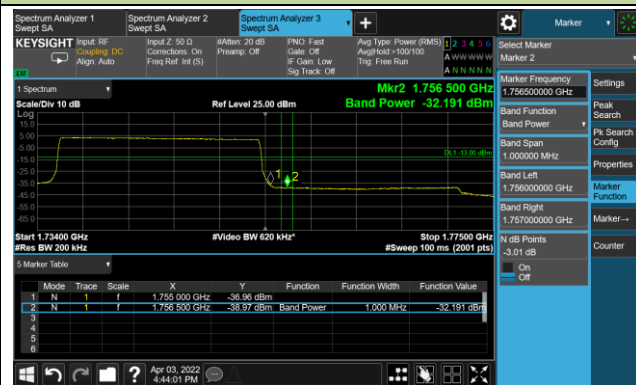 Spectrum Analyzer 1
Swept SA
Spectrum Analyzer 2
Swept SA
Spectrum Analyzer 3
Swept SA
+
Marker
KEYSIGHT
Input: RF
Coupling: DC
Align: Auto
Input Z: 50 Ω
Corrections: On
Freq Ref: Int (S)
#Atten: 20 dB
Preamp: Off
PNO: Fast
Gate: Off
IF Gain: Low
Sig Track: Off
Avg Type: Power (RMS)
Avg|Hold:>100/100
Trig: Free Run
1 2 3 4 5 6
A W W W W W
A N N N N N
LXI
Select Marker
Marker 2
1 Spectrum
Mkr2 1.756 500 GHz
Scale/Div 10 dB
Ref Level 25.00 dBm
Band Power -32.191 dBm
Log
15.0
5.00
-5.00
-15.0
-25.0
-35.0
-45.0
-55.0
-65.0
DL1 -13.00 dBm
1
2
Start 1.73400 GHz
#Video BW 620 kHz*
Stop 1.77500 GHz
#Res BW 200 kHz
#Sweep 100 ms (2001 pts)
Marker Frequency
1.756500000 GHz
Band Function
Band Power
Band Span
1.000000 MHz
Band Left
1.756000000 GHz
Band Right
1.757000000 GHz
N dB Points
-3.01 dB
On
Off
Settings
Peak
Search
Pk Search
Config
Properties
Marker
Function
Marker→
Counter
5 Marker Table
Mode Trace Scale X Y Function Function Width Function Value
1 N 1 f 1.755 000 GHz -36.96 dBm
2 N 1 f 1.756 500 GHz -38.97 dBm Band Power 1.000 MHz -32.191 dBm
3
4
5
6
?
Apr 03, 2022
4:44:01 PM